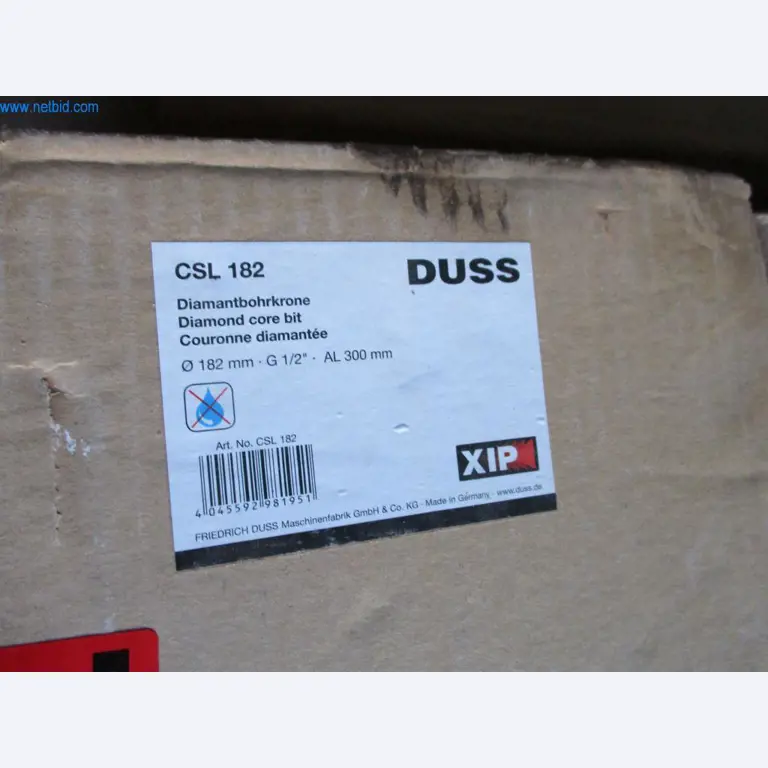 www.netbid.com
CSL 182
DUSS
Diamantbohrkrone
Diamond core bit
Couronne diamantée
Ø 182 mm · G 1/2" · AL 300 mm
Art. No. CSL 182
4 045592 981951
XIP
FRIEDRICH DUSS Maschinenfabrik GmbH & Co. KG · Made in Germany · www.duss.de